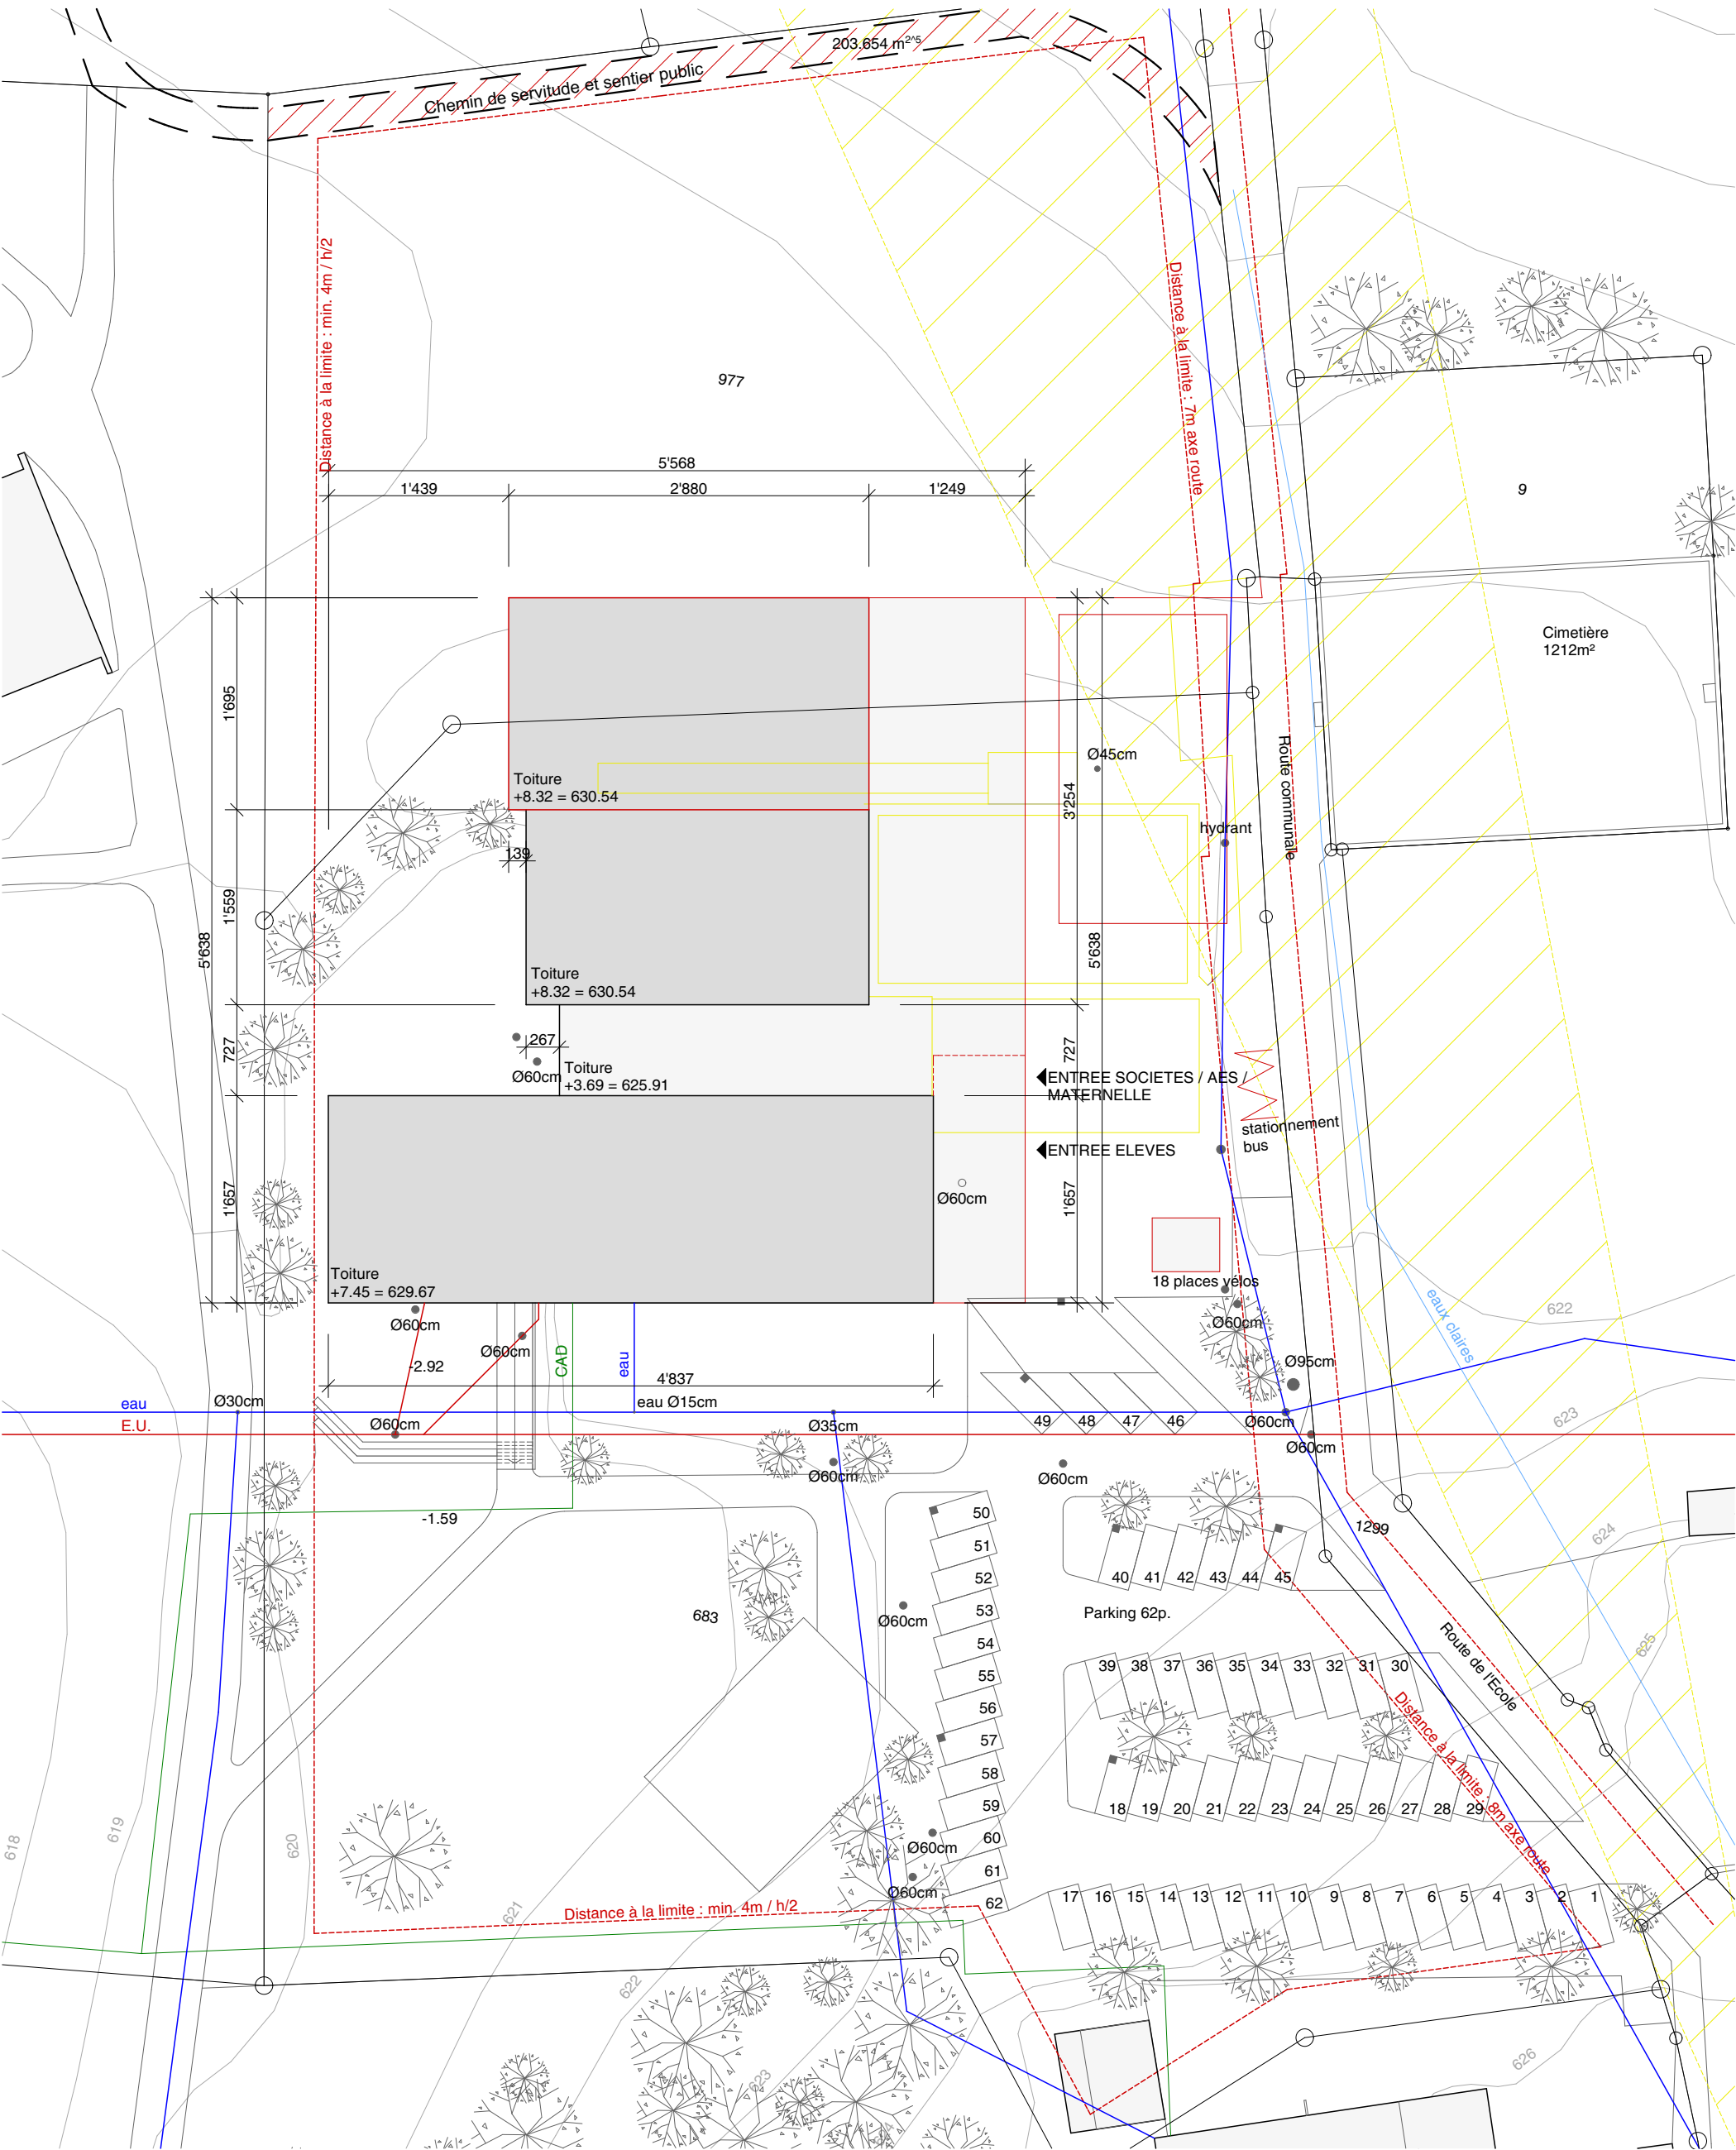 203.654 m²^5
Chemin de servitude et sentier public
Distance à la limite : min. 4m / h/2
Distance à la limite : 7m axe route
977
5'568
1'439
2'880
1'249
9
Cimetière
1212m²
1'695
Toiture
+8.32 = 630.54
Ø45cm
3'254
hydrant
Route communale
139
1'559
5'638
5'638
Toiture
+8.32 = 630.54
267
Ø60cm
727
Toiture
+3.69 = 625.91
727
ENTREE SOCIETES / AES /
MATERNELLE
stationnement
bus
ENTREE ELEVES
Ø60cm
1'657
1'657
Toiture
+7.45 = 629.67
18 places vélos
Ø60cm
622
eaux claires
Ø60cm
Ø60cm
-2.92
CAD
eau
4'837
Ø95cm
eau
Ø30cm
eau Ø15cm
E.U.
Ø60cm
Ø35cm
49
48
47
46
Ø60cm
623
Ø60cm
Ø60cm
Ø60cm
-1.59
50
51
52
53
54
55
56
57
58
59
60
61
62
1299
624
40
41
42
43
44
45
Ø60cm
683
Parking 62p.
Route de l'Ecole
625
39
38
37
36
35
34
33
32
31
30
Distance à la limite : 8m axe route
18
19
20
21
22
23
24
25
26
27
28
29
618
619
620
Ø60cm
Ø60cm
17
16
15
14
13
12
11
10
9
8
7
6
5
4
3
2
1
Distance à la limite : min. 4m / h/2
621
622
623
626